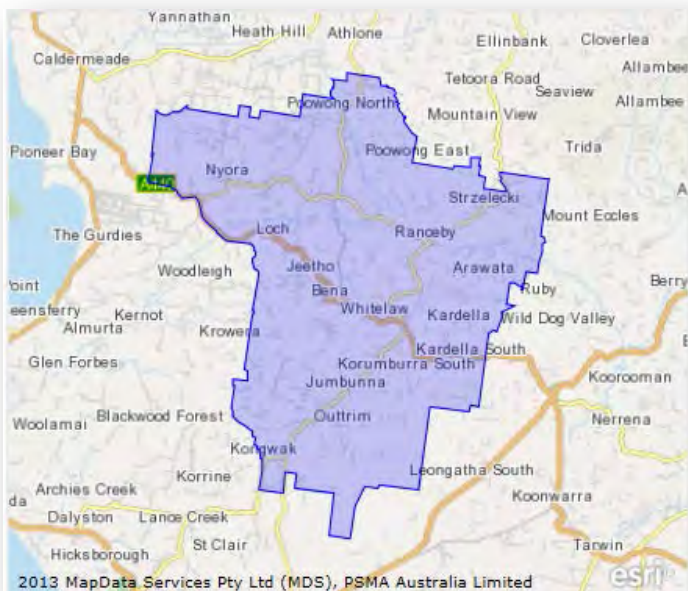 Yannathan
Heath Hill
Athlone
Ellinbank
Cloverlea
Caldermeade
Tetoora Road
Allambee
Seaview
Poowong North
Mountain View
Allambee
Pioneer Bay
Poowong East
Trida
Nyora
Strzelecki
Mount Eccles
The Gurdies
Loch
Ranceby
Woodleigh
Jeetho
Arawata
Point
Bena
Ruby
Berry
eensferry
Kernot
Whitelaw
Kardella
Wild Dog Valley
Almurta
Krowera
Kardella South
Glen Forbes
Korumburra South
Koorooman
Jumbunna
Woolamai
Blackwood Forest
Outtrim
Nerrena
Kongwak
Korrine
Leongatha South
Archies Creek
Koonwarra
da
Dalyston
Lance Creek
St Clair
Tarwin
Hicksborough
2013 MapData Services Pty Ltd (MDS), PSMA Australia Limited
esri